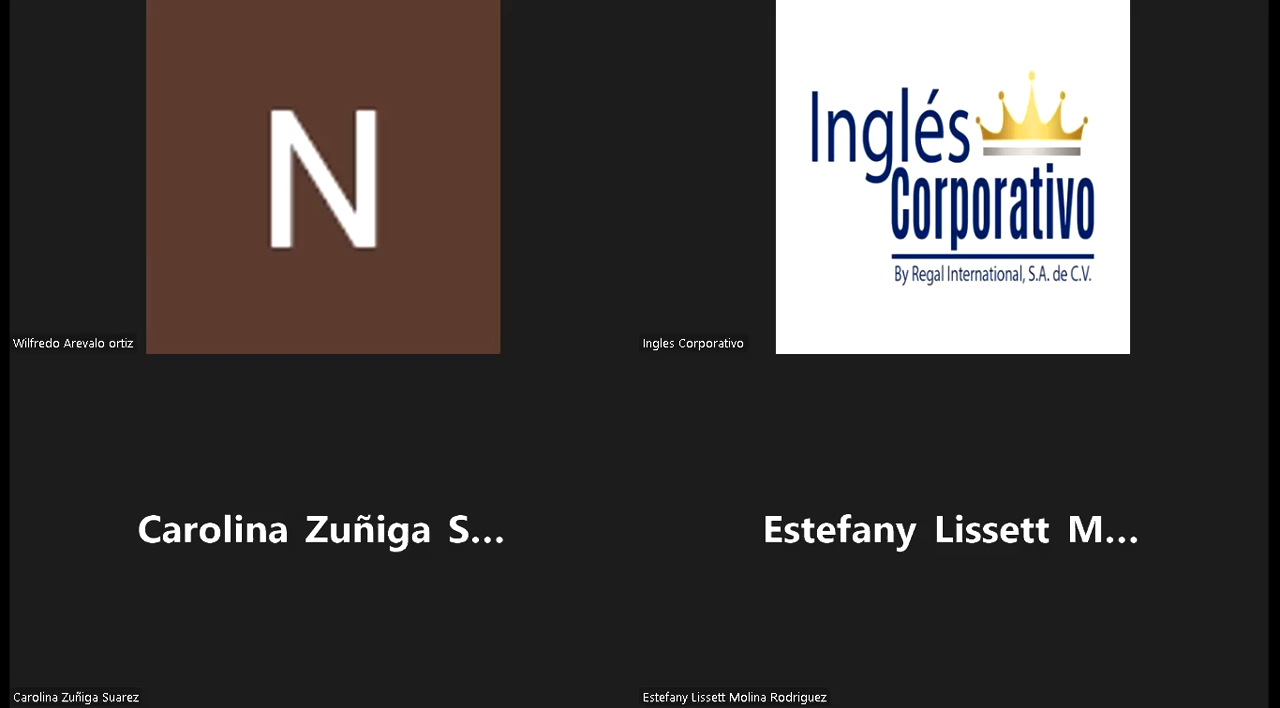 N
Inglés
Corporativo
By Regal International, S.A. de C.V.
Wilfredo Arevalo ortiz
Ingles Corporativo
Carolina Zuñiga S...
Estefany Lissett M...
Carolina Zuñiga Suarez
Estefany Lissett Molina Rodriguez